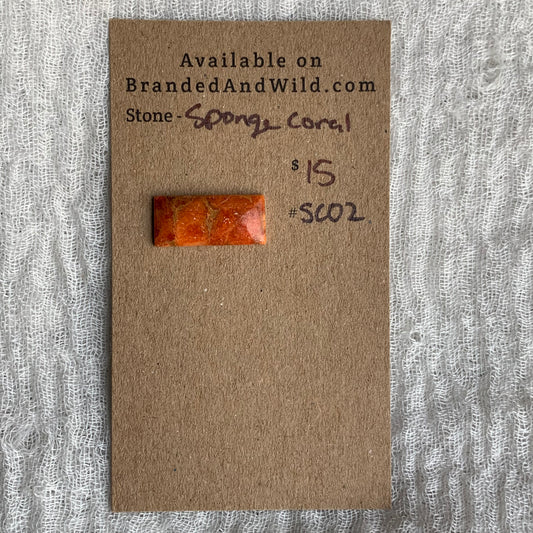 Available on
BrandedAndWild.com
Stone - Sponge Coral
$ 15
# SC02